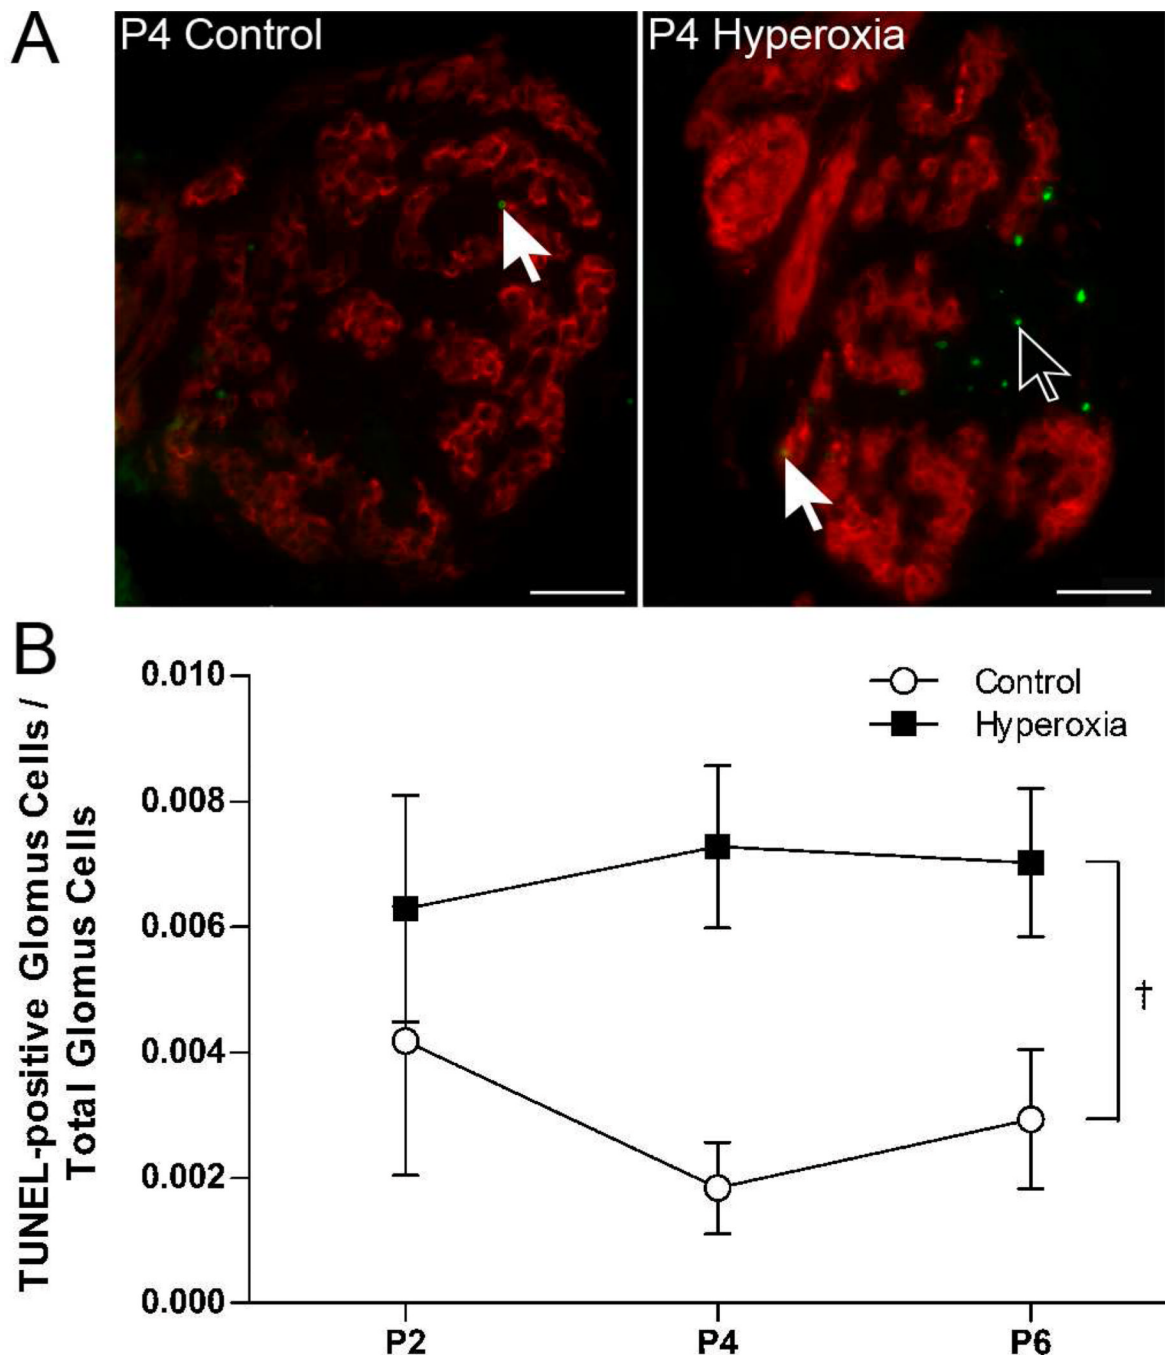 A
P4 Control
P4 Hyperoxia
B
TUNEL-positive Glomus Cells /
Total Glomus Cells
0.010
0.008
0.006
0.004
0.002
0.000
Control
Hyperoxia
†
P2
P4
P6